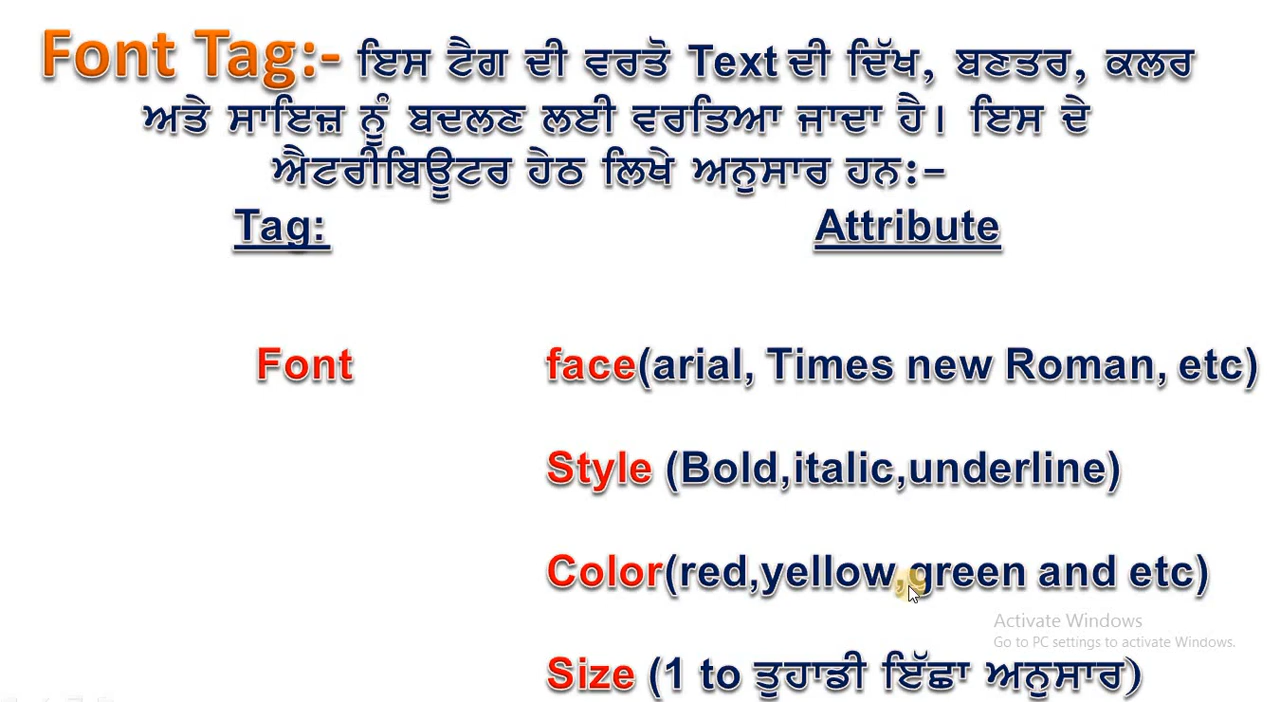 Font Tag:- ਇਸ ਟੈਗ ਦੀ ਵਰਤੋ Text ਦੀ ਦਿੱਖ, ਬਣਤਰ, ਕਲਰ
ਅਤੇ ਸਾਇਜ਼ ਨੂੰ ਬਦਲਣ ਲਈ ਵਰਤਿਆ ਜਾਦਾ ਹੈ। ਇਸ ਦੇ
ਐਟਰੀਬਿਊਟਰ ਹੇਠ ਲਿਖੇ ਅਨੁਸਾਰ ਹਨ:-
Tag: Attribute
Font face(arial, Times new Roman, etc)
Style (Bold,italic,underline)
Color(red,yellow,green and etc)
Activate Windows
Go to PC settings to activate Windows.
Size (1 to ਤੁਹਾਡੀ ਇੱਛਾ ਅਨੁਸਾਰ)